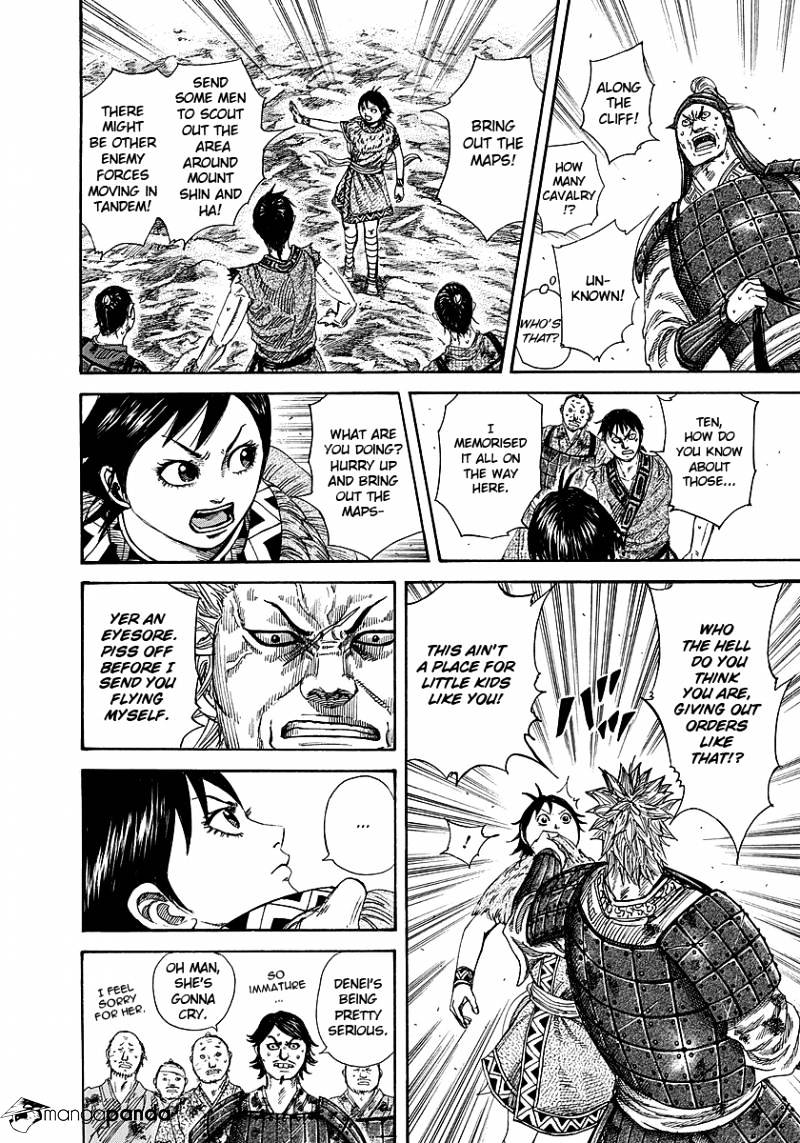 ALONG
THE
CLIFF!
HOW
MANY
CAVALRY
!?
UN-
KNOWN!
WHO'S
THAT?
BRING
OUT THE
MAPS!
SEND
SOME MEN
TO SCOUT
OUT THE
AREA
AROUND
MOUNT
SHIN AND
HA!
THERE
MIGHT
BE OTHER
ENEMY
FORCES
MOVING IN
TANDEM!
TEN,
HOW DO
YOU KNOW
ABOUT
THOSE...
I
MEMORISED
IT ALL ON
THE WAY
HERE.
WHAT ARE
YOU DOING?
HURRY UP
AND BRING
OUT THE
MAPS-
WHO
THE HELL
DO YOU
THINK
YOU ARE,
GIVING OUT
ORDERS
LIKE
THAT!?
THIS AIN'T
A PLACE FOR
LITTLE KIDS
LIKE YOU!
!
YER AN
EYESORE.
PISS OFF
BEFORE I
SEND YOU
FLYING
MYSELF.
...
DENEI'S
BEING
PRETTY
SERIOUS.
SO
IMMATURE
...
OH MAN,
SHE'S
GONNA
CRY.
I FEEL
SORRY
FOR HER.
mangapanda